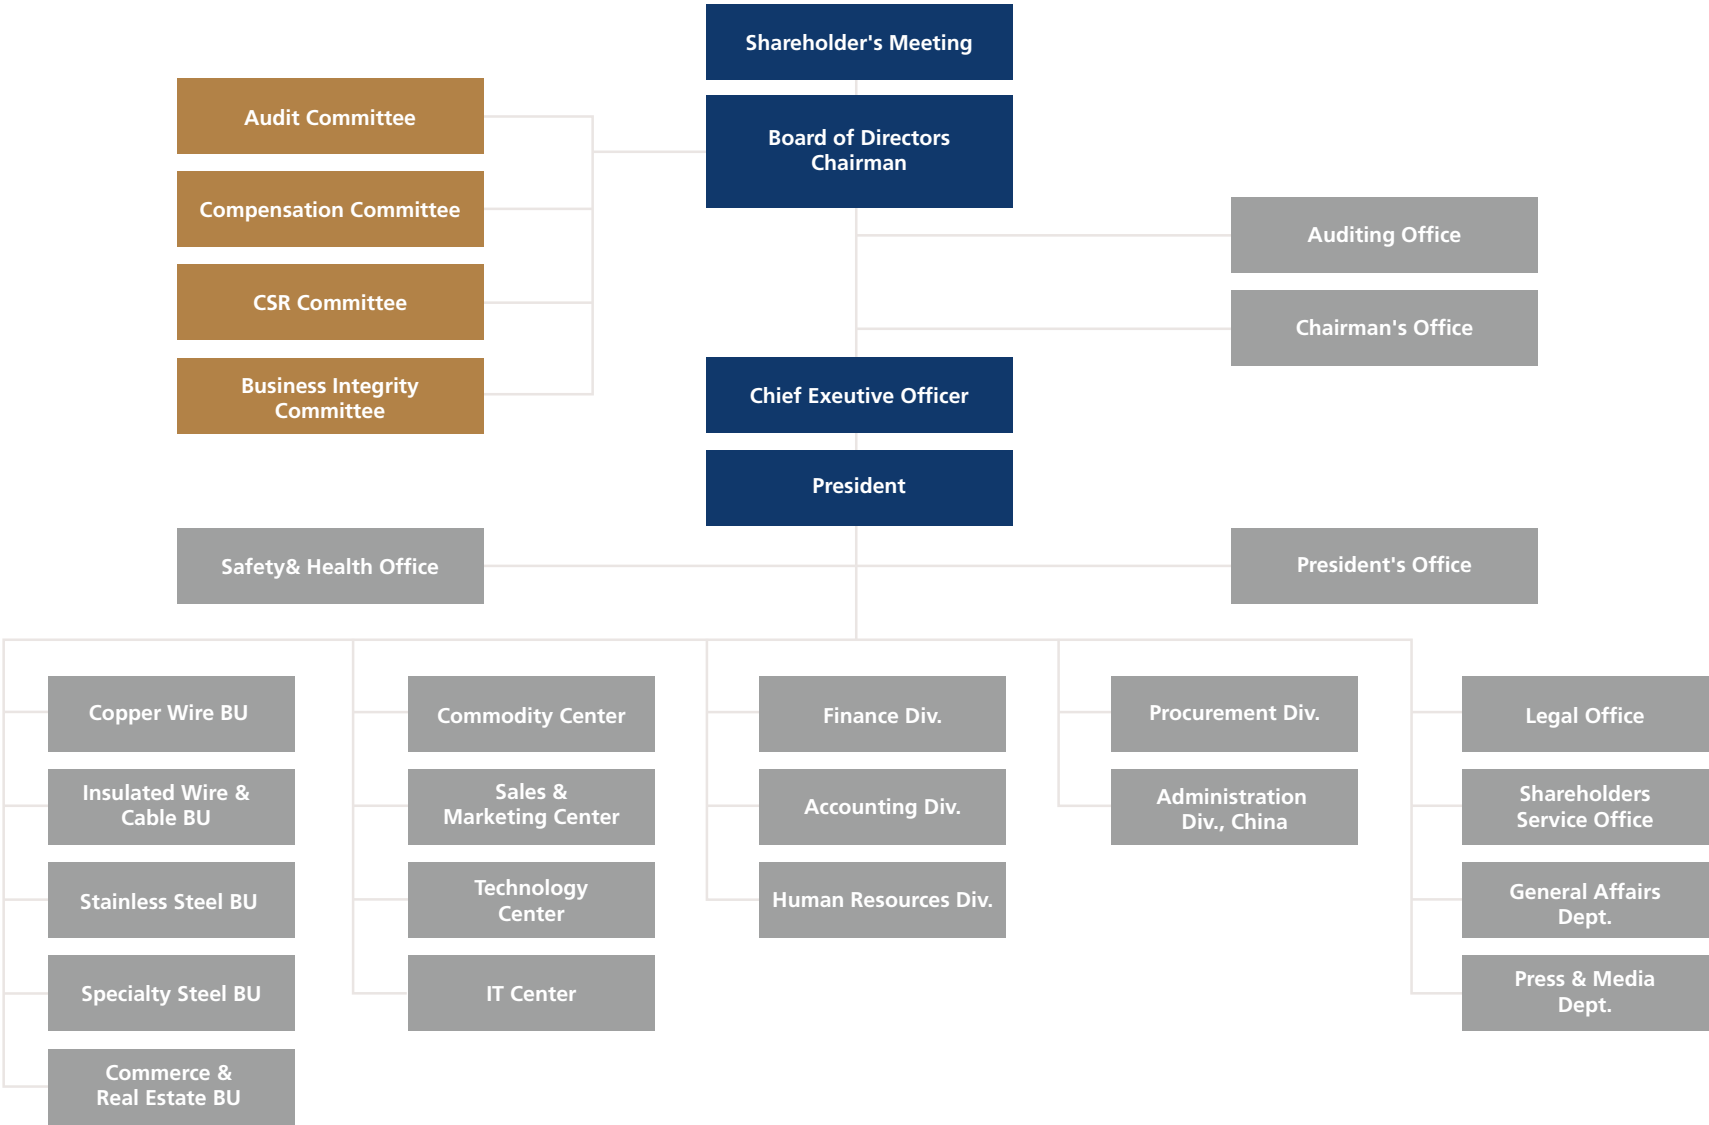 Shareholder's Meeting
Board of Directors
Chairman
Audit Committee
Compensation Committee
CSR Committee
Business Integrity
Committee
Auditing Office
Chairman's Office
Chief Exeutive Officer
President
Safety& Health Office
President's Office
Copper Wire BU
Insulated Wire &
Cable BU
Stainless Steel BU
Specialty Steel BU
Commerce &
Real Estate BU
Commodity Center
Sales &
Marketing Center
Technology
Center
IT Center
Finance Div.
Accounting Div.
Human Resources Div.
Procurement Div.
Administration
Div., China
Legal Office
Shareholders
Service Office
General Affairs
Dept.
Press & Media
Dept.